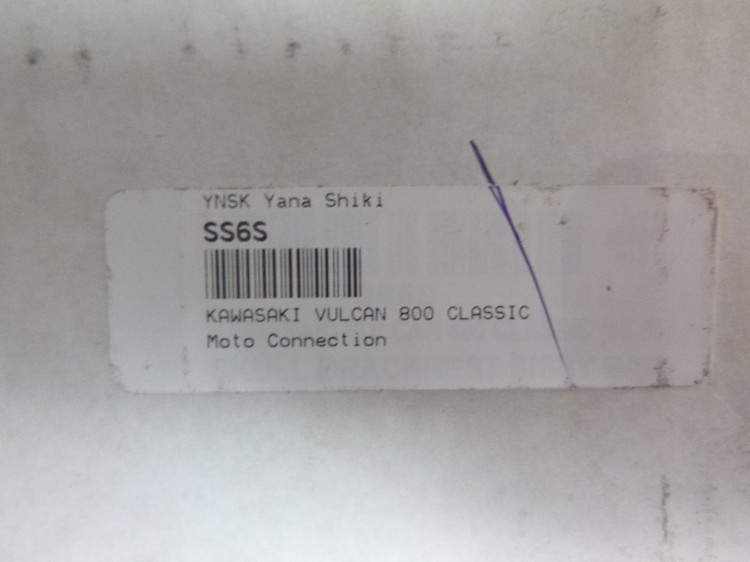 YNSK Yana Shiki
SS6S
KAWASAKI VULCAN 800 CLASSIC
Moto Connection